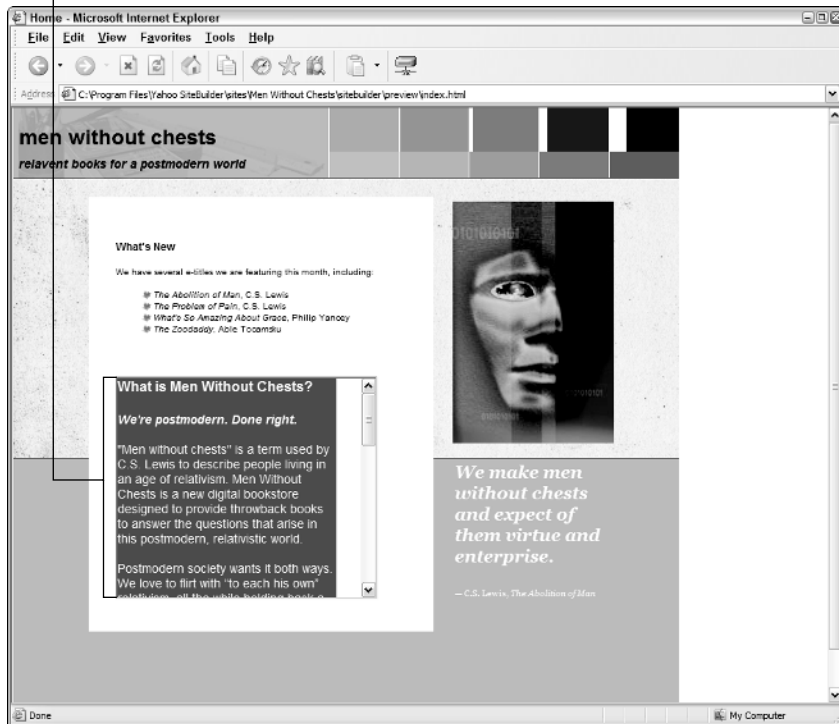 Home - Microsoft Internet Explorer
File Edit View Favorites Tools Help
Address C:\Program Files\Yahoo SiteBuilder\sites\Men Without Chests\sitebuilder\preview\index.html
men without chests
relavent books for a postmodern world
What's New
We have several e-titles we are featuring this month, including:
The Abolition of Man, C.S. Lewis
The Problem of Pain, C.S. Lewis
What's So Amazing About Grace, Philip Yancey
The Zoodaddy, Able Tocamsku
01010101
010101
010101
What is Men Without Chests?
We're postmodern. Done right.
"Men without chests" is a term used by
C.S. Lewis to describe people living in
an age of relativism. Men Without
Chests is a new digital bookstore
designed to provide throwback books
to answer the questions that arise in
this postmodern, relativistic world.
Postmodern society wants it both ways.
We love to flirt with "to each his own"
We make men
without chests
and expect of
them virtue and
enterprise.
— C.S. Lewis, The Abolition of Man
Done
My Computer